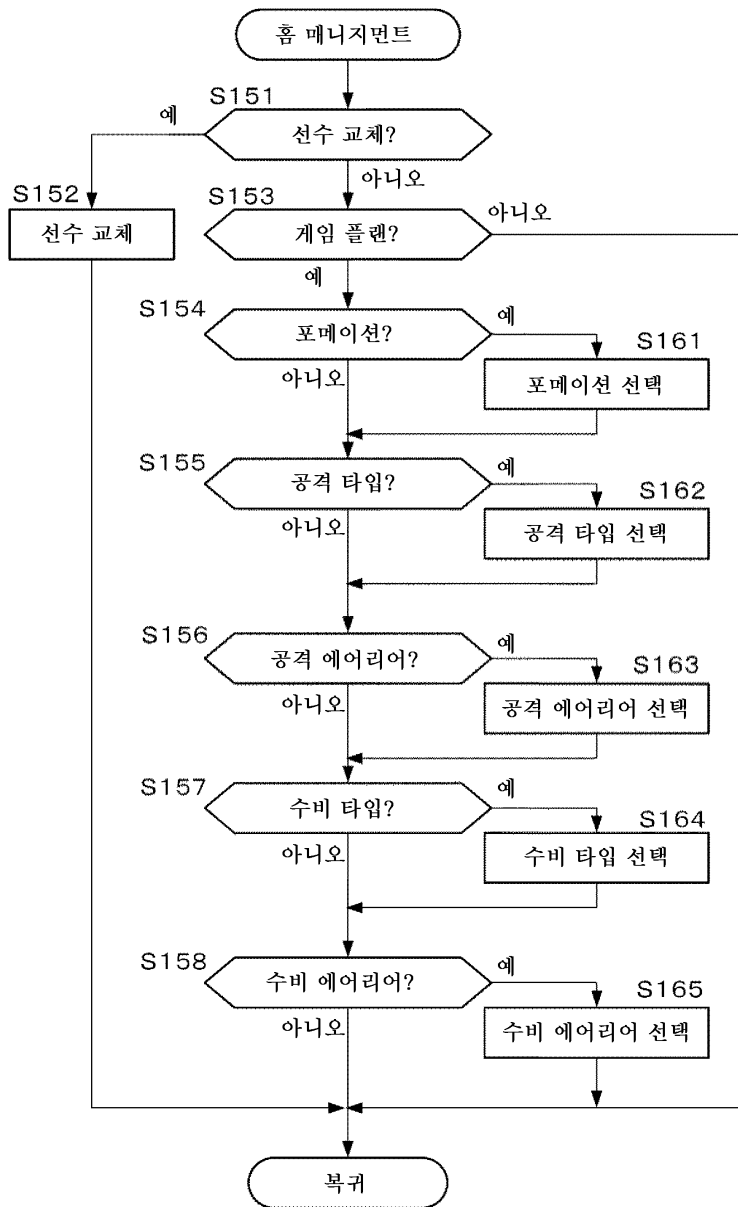 홈 매니지먼트
S151
예
선수 교체?
아니오
S152
선수 교체
S153
게임 플랜?
아니오
예
S154
포메이션?
예
아니오
S161
포메이션 선택
S155
공격 타입?
예
아니오
S162
공격 타입 선택
S156
공격 에어리어?
예
아니오
S163
공격 에어리어 선택
S157
수비 타입?
예
아니오
S164
수비 타입 선택
S158
수비 에어리어?
예
아니오
S165
수비 에어리어 선택
복귀